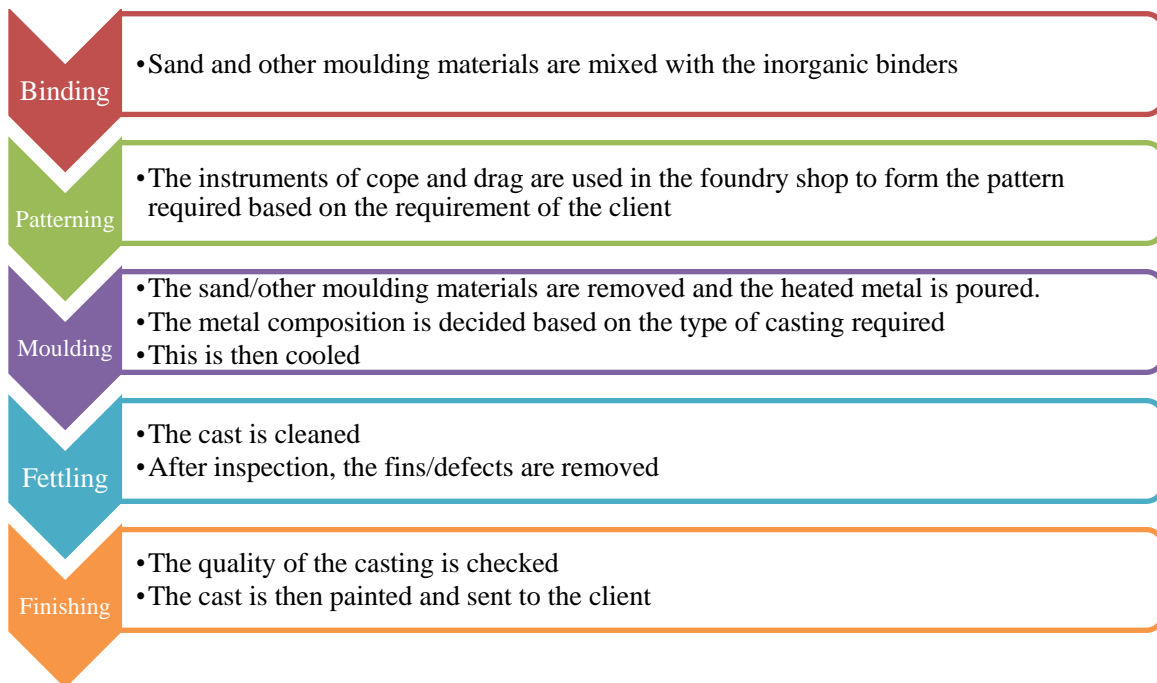 Binding
•Sand and other moulding materials are mixed with the inorganic binders
Patterning
•The instruments of cope and drag are used in the foundry shop to form the pattern
required based on the requirement of the client
Moulding
•The sand/other moulding materials are removed and the heated metal is poured.
•The metal composition is decided based on the type of casting required
•This is then cooled
Fettling
•The cast is cleaned
•After inspection, the fins/defects are removed
Finishing
•The quality of the casting is checked
•The cast is then painted and sent to the client